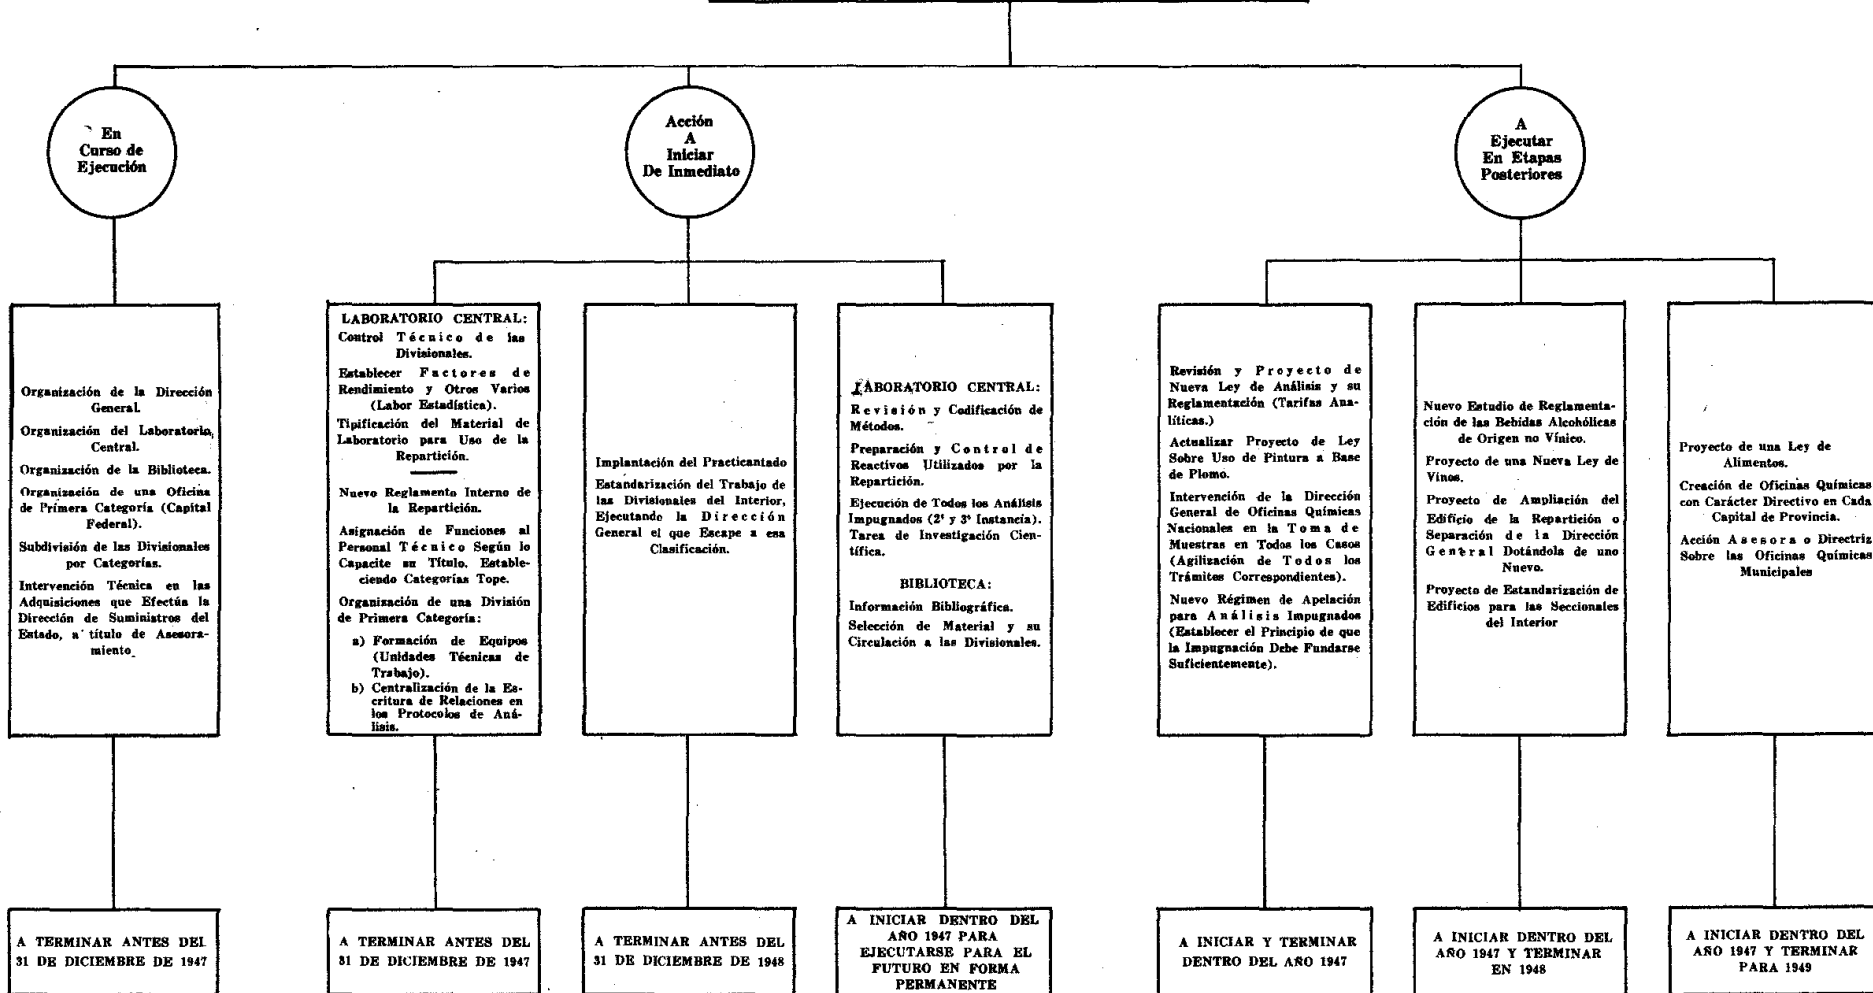 En
Curso de
Ejecución
Acción
A
Iniciar
De Inmediato
A
Ejecutar
En Etapas
Posteriores
Organización de la Dirección
General.
Organización del Laboratorio
Central.
Organización de la Biblioteca.
Organización de una Oficina
de Primera Categoría (Capital
Federal).
Subdivisión de las Divisionales
por Categorías.
Intervención Técnica en las
Adquisiciones que Efectúa la
Dirección de Suministros del
Estado, a título de Asesora-
miento.
LABORATORIO CENTRAL:
Control Técnico de las
Divisionales.
Establecer Factores de
Rendimiento y Otros Varios
(Labor Estadística).
Tipificación del Material de
Laboratorio para Uso de la
Repartición.
Nuevo Reglamento Interno de
la Repartición.
Asignación de Funciones al
Personal Técnico Según lo
Capacite su Título, Estable-
ciendo Categorías Tope.
Organización de una División
de Primera Categoría:
a) Formación de Equipos
(Unidades Técnicas de
Trabajo).
b) Centralización de la Es-
critura de Relaciones en
los Protocolos de Aná-
lisis.
Implantación del Practicantado
Estandarización del Trabajo de
las Divisionales del Interior,
Ejecutando la Dirección
General el que Escape a esa
Clasificación.
LABORATORIO CENTRAL:
Revisión y Codificación de
Métodos.
Preparación y Control de
Reactivos Utilizados por la
Repartición.
Ejecución de Todos los Análisis
Impugnados (2ª y 3ª Instancia).
Tarea de Investigación Cien-
tífica.
BIBLIOTECA:
Información Bibliográfica.
Selección de Material y su
Circulación a las Divisionales.
Revisión y Proyecto de
Nueva Ley de Análisis y su
Reglamentación (Tarifas Ana-
líticas.)
Actualizar Proyecto de Ley
Sobre Uso de Pintura a Base
de Plomo.
Intervención de la Dirección
General de Oficinas Químicas
Nacionales en la Toma de
Muestras en Todos los Casos
(Agilización de Todos los
Trámites Correspondientes).
Nuevo Régimen de Apelación
para Análisis Impugnados
(Establecer el Principio de que
la Impugnación Debe Fundarse
Suficientemente).
Nuevo Estudio de Reglamenta-
ción de las Bebidas Alcohólicas
de Origen no Vínico.
Proyecto de una Nueva Ley de
Vinos.
Proyecto de Ampliación del
Edificio de la Repartición o
Separación de la Dirección
General Dotándola de uno
Nuevo.
Proyecto de Estandarización de
Edificios para las Seccionales
del Interior
Proyecto de una Ley de
Alimentos.
Creación de Oficinas Químicas
con Carácter Directivo en Cada
Capital de Provincia.
Acción Asesora o Directriz
Sobre las Oficinas Químicas
Municipales
A TERMINAR ANTES DEL
31 DE DICIEMBRE DE 1947
A TERMINAR ANTES DEL
31 DE DICIEMBRE DE 1947
A TERMINAR ANTES DEL
31 DE DICIEMBRE DE 1948
A INICIAR DENTRO DEL
AÑO 1947 PARA
EJECUTARSE PARA EL
FUTURO EN FORMA
PERMANENTE
A INICIAR Y TERMINAR
DENTRO DEL AÑO 1947
A INICIAR DENTRO DEL
AÑO 1947 Y TERMINAR
EN 1948
A INICIAR DENTRO DEL
AÑO 1947 Y TERMINAR
PARA 1949